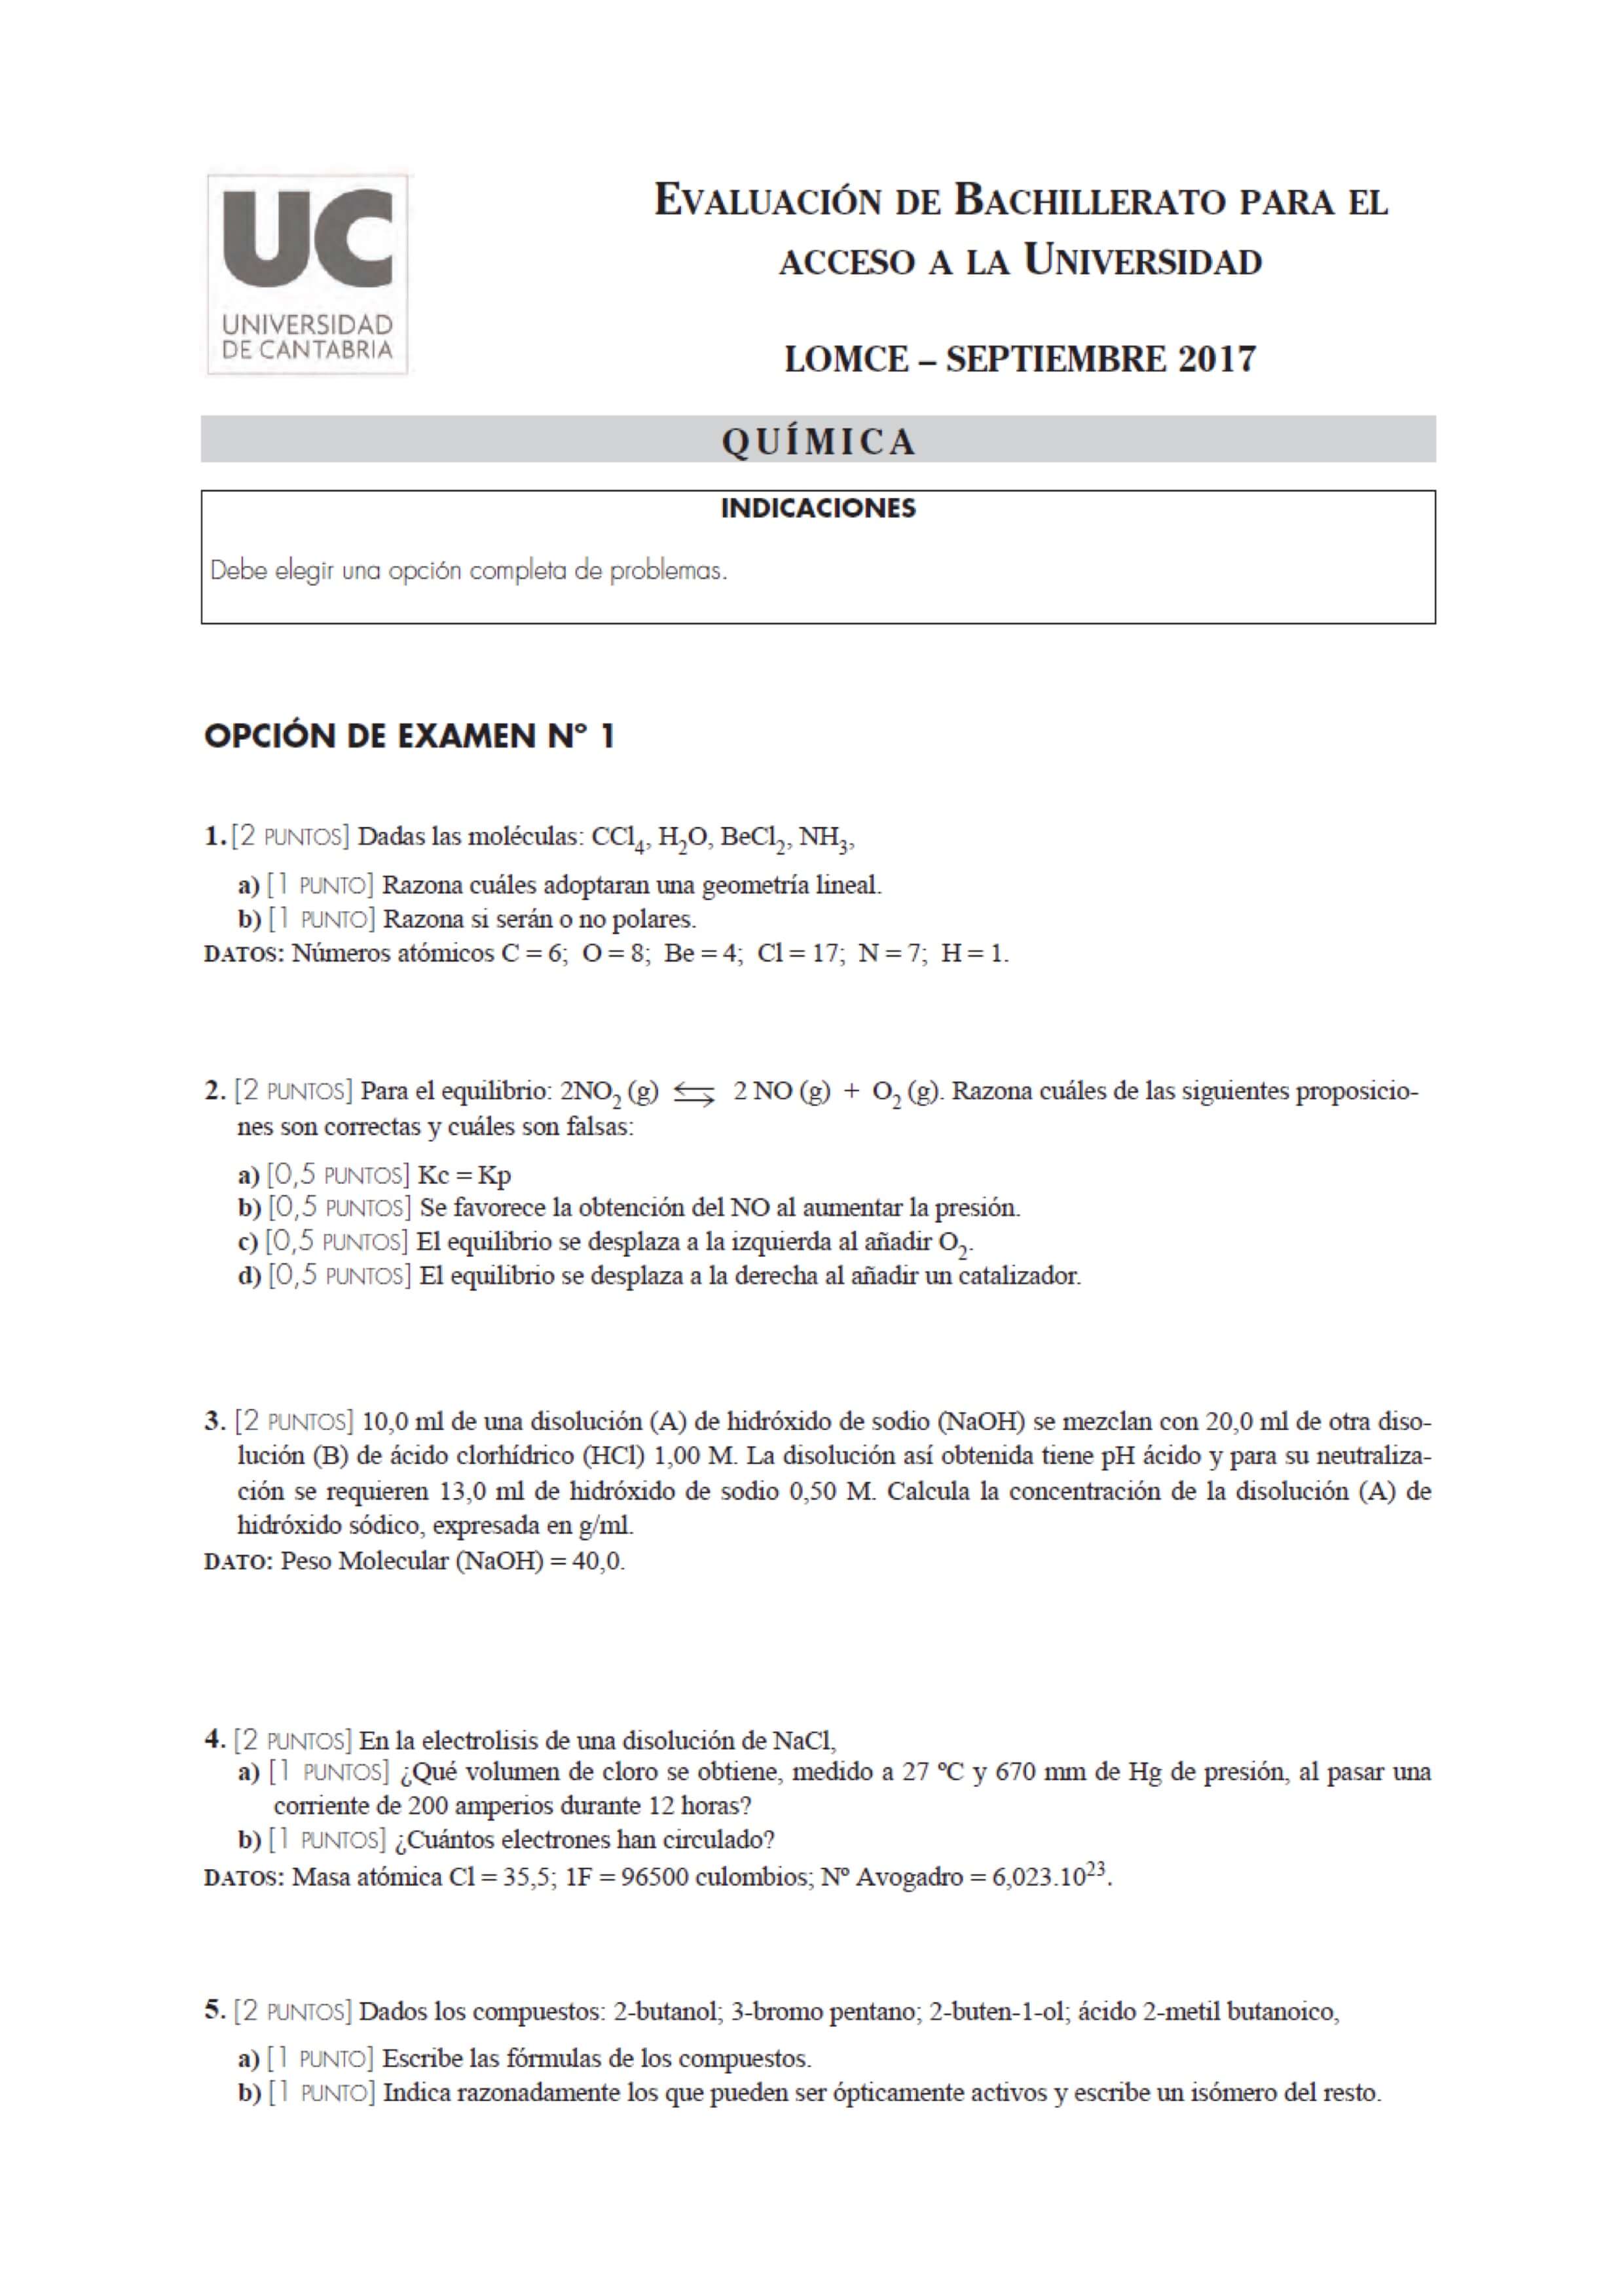 UC
UNIVERSIDAD
DE CANTABRIA
EVALUACIÓN DE BACHILLERATO PARA EL
ACCESO A LA UNIVERSIDAD
LOMCE – SEPTIEMBRE 2017
QUÍMICA
INDICACIONES
Debe elegir una opción completa de problemas.
OPCIÓN DE EXAMEN Nº 1
1. [2 PUNTOS] Dadas las moléculas: CCl₄, H₂O, BeCl₂, NH₃,
a) [1 PUNTO] Razona cuáles adoptaran una geometría lineal.
b) [1 PUNTO] Razona si serán o no polares.
DATOS: Números atómicos C = 6; O = 8; Be = 4; Cl = 17; N = 7; H = 1.
2. [2 PUNTOS] Para el equilibrio: 2NO₂ (g) ⇆ 2 NO (g) + O₂ (g). Razona cuáles de las siguientes proposicio-
nes son correctas y cuáles son falsas:
a) [0,5 PUNTOS] Kc = Kp
b) [0,5 PUNTOS] Se favorece la obtención del NO al aumentar la presión.
c) [0,5 PUNTOS] El equilibrio se desplaza a la izquierda al añadir O₂.
d) [0,5 PUNTOS] El equilibrio se desplaza a la derecha al añadir un catalizador.
3. [2 PUNTOS] 10,0 ml de una disolución (A) de hidróxido de sodio (NaOH) se mezclan con 20,0 ml de otra diso-
lución (B) de ácido clorhídrico (HCl) 1,00 M. La disolución así obtenida tiene pH ácido y para su neutraliza-
ción se requieren 13,0 ml de hidróxido de sodio 0,50 M. Calcula la concentración de la disolución (A) de
hidróxido sódico, expresada en g/ml.
DATO: Peso Molecular (NaOH) = 40,0.
4. [2 PUNTOS] En la electrolisis de una disolución de NaCl,
a) [1 PUNTOS] ¿Qué volumen de cloro se obtiene, medido a 27 ºC y 670 mm de Hg de presión, al pasar una
corriente de 200 amperios durante 12 horas?
b) [1 PUNTOS] ¿Cuántos electrones han circulado?
DATOS: Masa atómica Cl = 35,5; 1F = 96500 culombios; Nº Avogadro = 6,023.10²³.
5. [2 PUNTOS] Dados los compuestos: 2-butanol; 3-bromo pentano; 2-buten-1-ol; ácido 2-metil butanoico,
a) [1 PUNTO] Escribe las fórmulas de los compuestos.
b) [1 PUNTO] Indica razonadamente los que pueden ser ópticamente activos y escribe un isómero del resto.